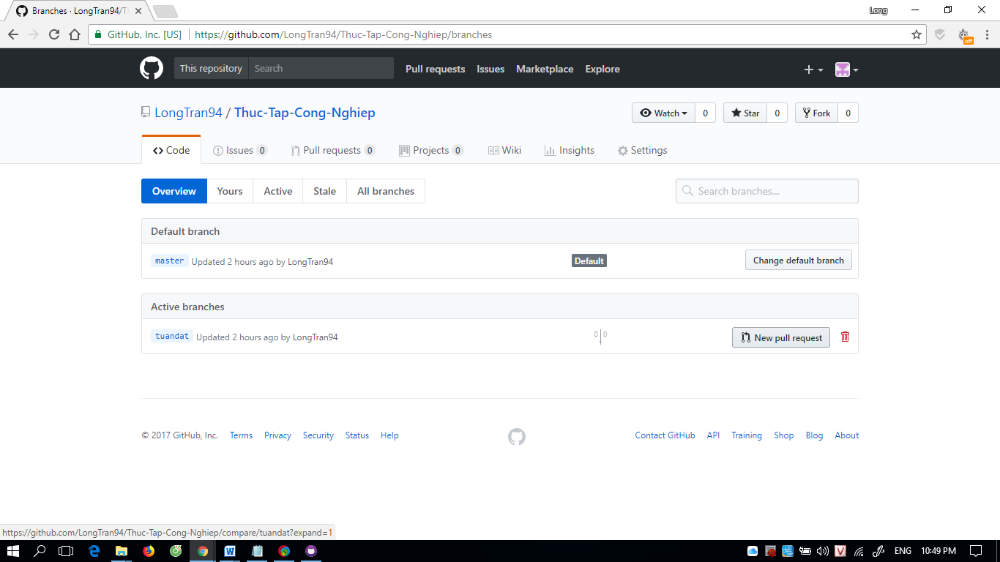 Branches · LongTran94/T
Long
GitHub, Inc. [US] https://github.com/LongTran94/Thuc-Tap-Cong-Nghiep/branches
off
This repository Search Pull requests Issues Marketplace Explore
LongTran94 / Thuc-Tap-Cong-Nghiep
Watch 0 Star 0 Fork 0
Code Issues 0 Pull requests 0 Projects 0 Wiki Insights Settings
Overview Yours Active Stale All branches Search branches...
Default branch
master Updated 2 hours ago by LongTran94 Default Change default branch
Active branches
tuandat Updated 2 hours ago by LongTran94 0 0 New pull request
© 2017 GitHub, Inc. Terms Privacy Security Status Help Contact GitHub API Training Shop Blog About
https://github.com/LongTran94/Thuc-Tap-Cong-Nghiep/compare/tuandat?expand=1
ENG 10:49 PM